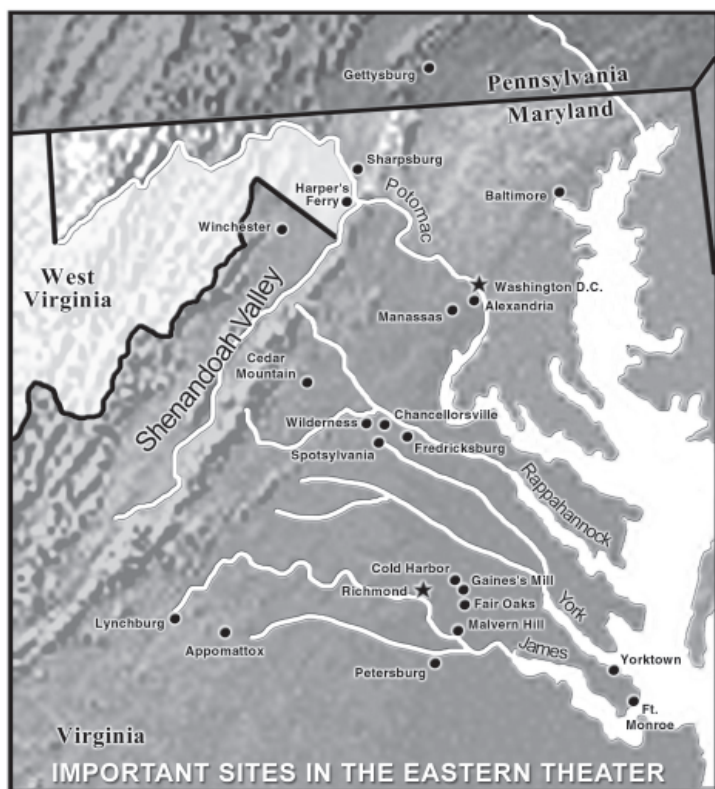 Gettysburg
Pennsylvania
Maryland
Sharpsburg
Harper's
Ferry
Potomac
Baltimore
Winchester
West
Virginia
Washington D.C.
Alexandria
Manassas
Shenandoah Valley
Cedar
Mountain
Wilderness
Chancellorsville
Spotsylvania
Fredricksburg
Rappahannock
Cold Harbor
Gaines's Mill
Richmond
Fair Oaks
York
Lynchburg
Malvern Hill
Appomattox
James
Petersburg
Yorktown
Ft.
Monroe
Virginia
IMPORTANT SITES IN THE EASTERN THEATER